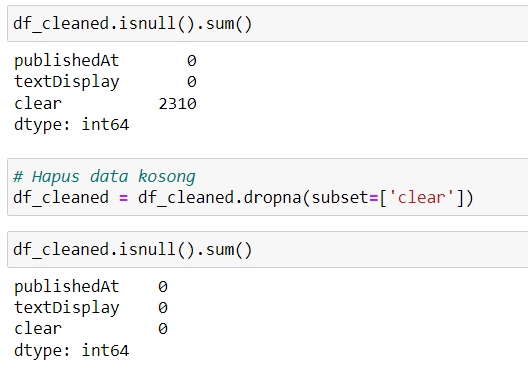 df_cleaned.isnull().sum()
publishedAt 0
textDisplay 0
clear 2310
dtype: int64
# Hapus data kosong
df_cleaned = df_cleaned.dropna(subset=['clear'])
df_cleaned.isnull().sum()
publishedAt 0
textDisplay 0
clear 0
dtype: int64